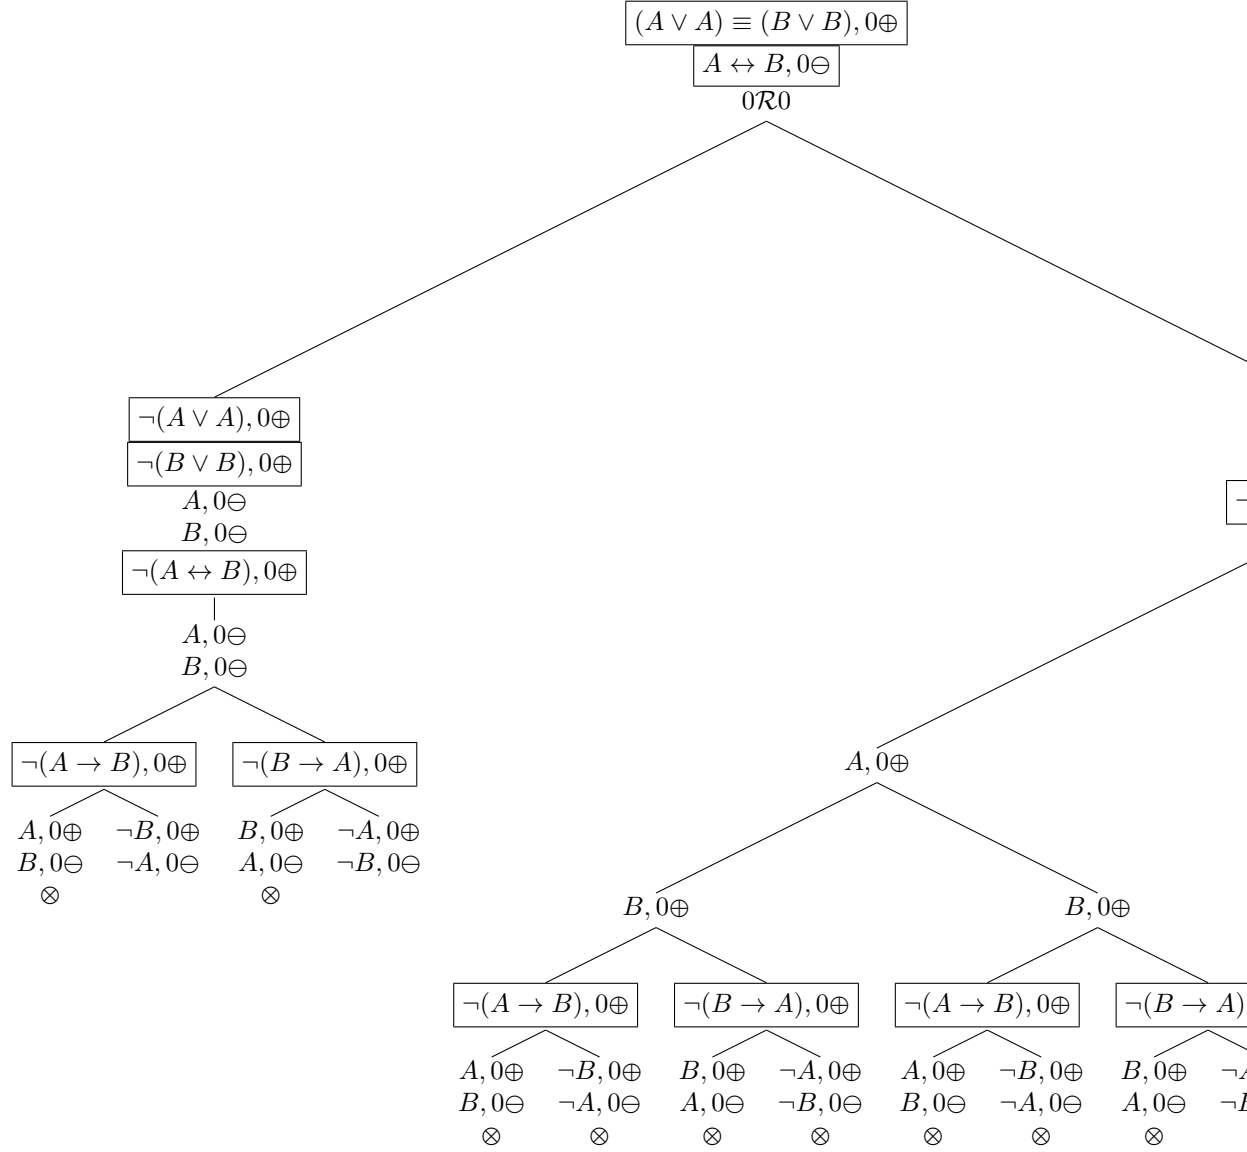 (A ∨ A) ≡ (B ∨ B), 0⊕
A ↔ B, 0⊖
0ℛ0
¬(A ∨ A), 0⊕
¬(B ∨ B), 0⊕
A, 0⊖
B, 0⊖
¬
¬(A ↔ B), 0⊕
A, 0⊖
B, 0⊖
¬(A → B), 0⊕ ¬(B → A), 0⊕ A, 0⊕
A, 0⊕ ¬B, 0⊕ B, 0⊕ ¬A, 0⊕
B, 0⊖ ¬A, 0⊖ A, 0⊖ ¬B, 0⊖
⊗ ⊗
B, 0⊕ B, 0⊕
¬(A → B), 0⊕ ¬(B → A), 0⊕ ¬(A → B), 0⊕ ¬(B → A)
A, 0⊕ ¬B, 0⊕ B, 0⊕ ¬A, 0⊕ A, 0⊕ ¬B, 0⊕ B, 0⊕ ¬A
B, 0⊖ ¬A, 0⊖ A, 0⊖ ¬B, 0⊖ B, 0⊖ ¬A, 0⊖ A, 0⊖ ¬B
⊗ ⊗ ⊗ ⊗ ⊗ ⊗ ⊗